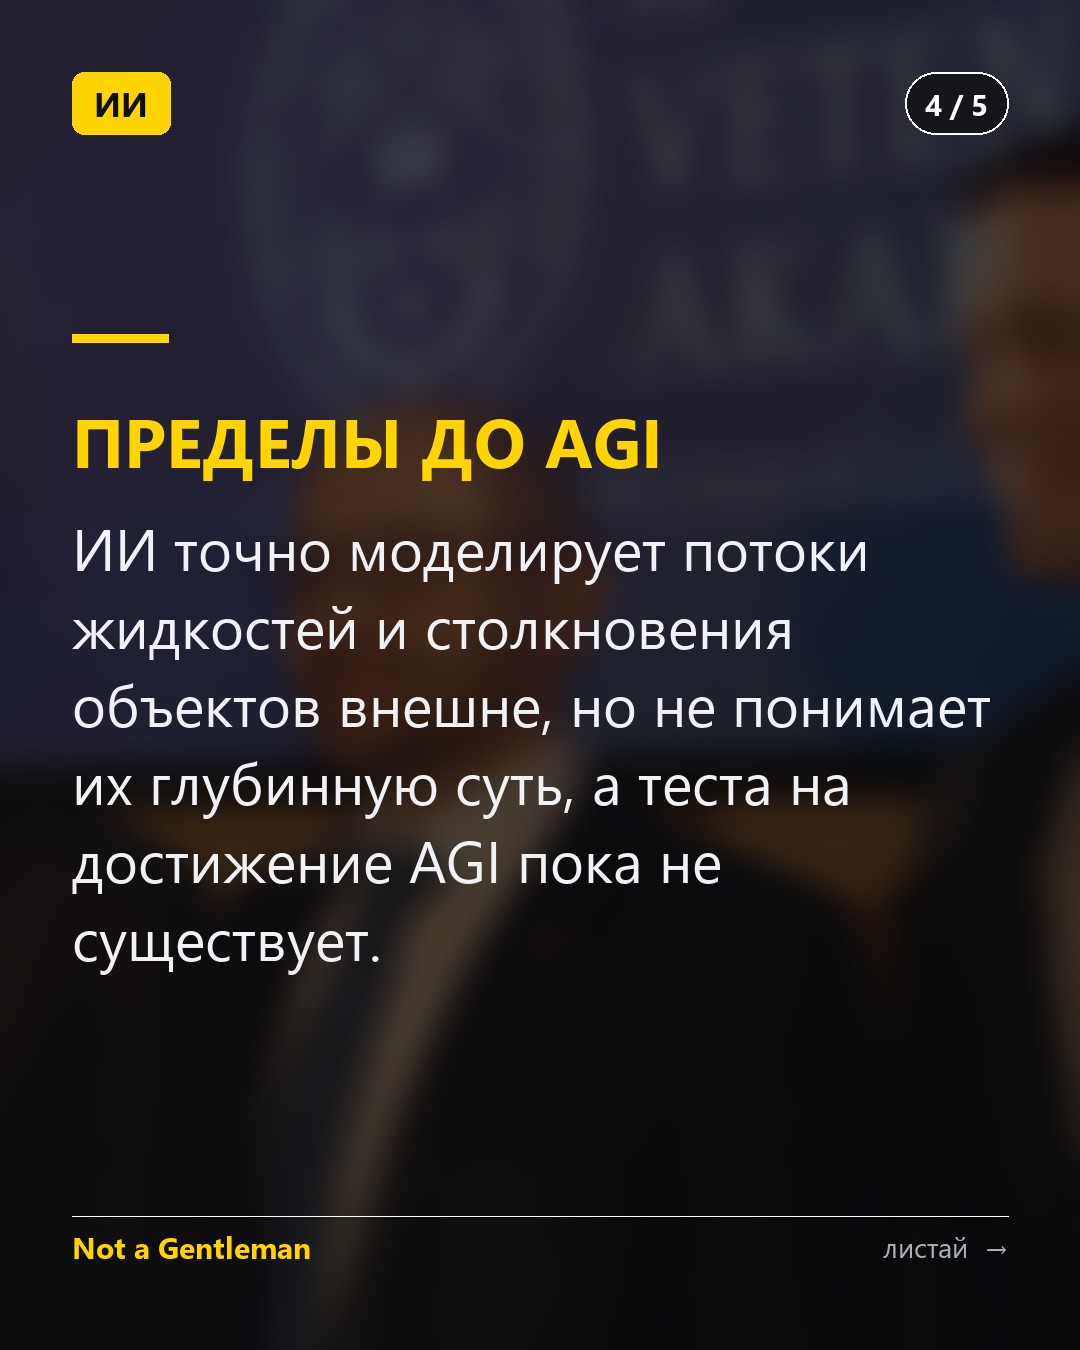 ИИ
4 / 5
ПРЕДЕЛЫ ДО AGI
ИИ точно моделирует потоки
жидкостей и столкновения
объектов внешне, но не понимает
их глубинную суть, а теста на
достижение AGI пока не
существует.
Not a Gentleman
листай →